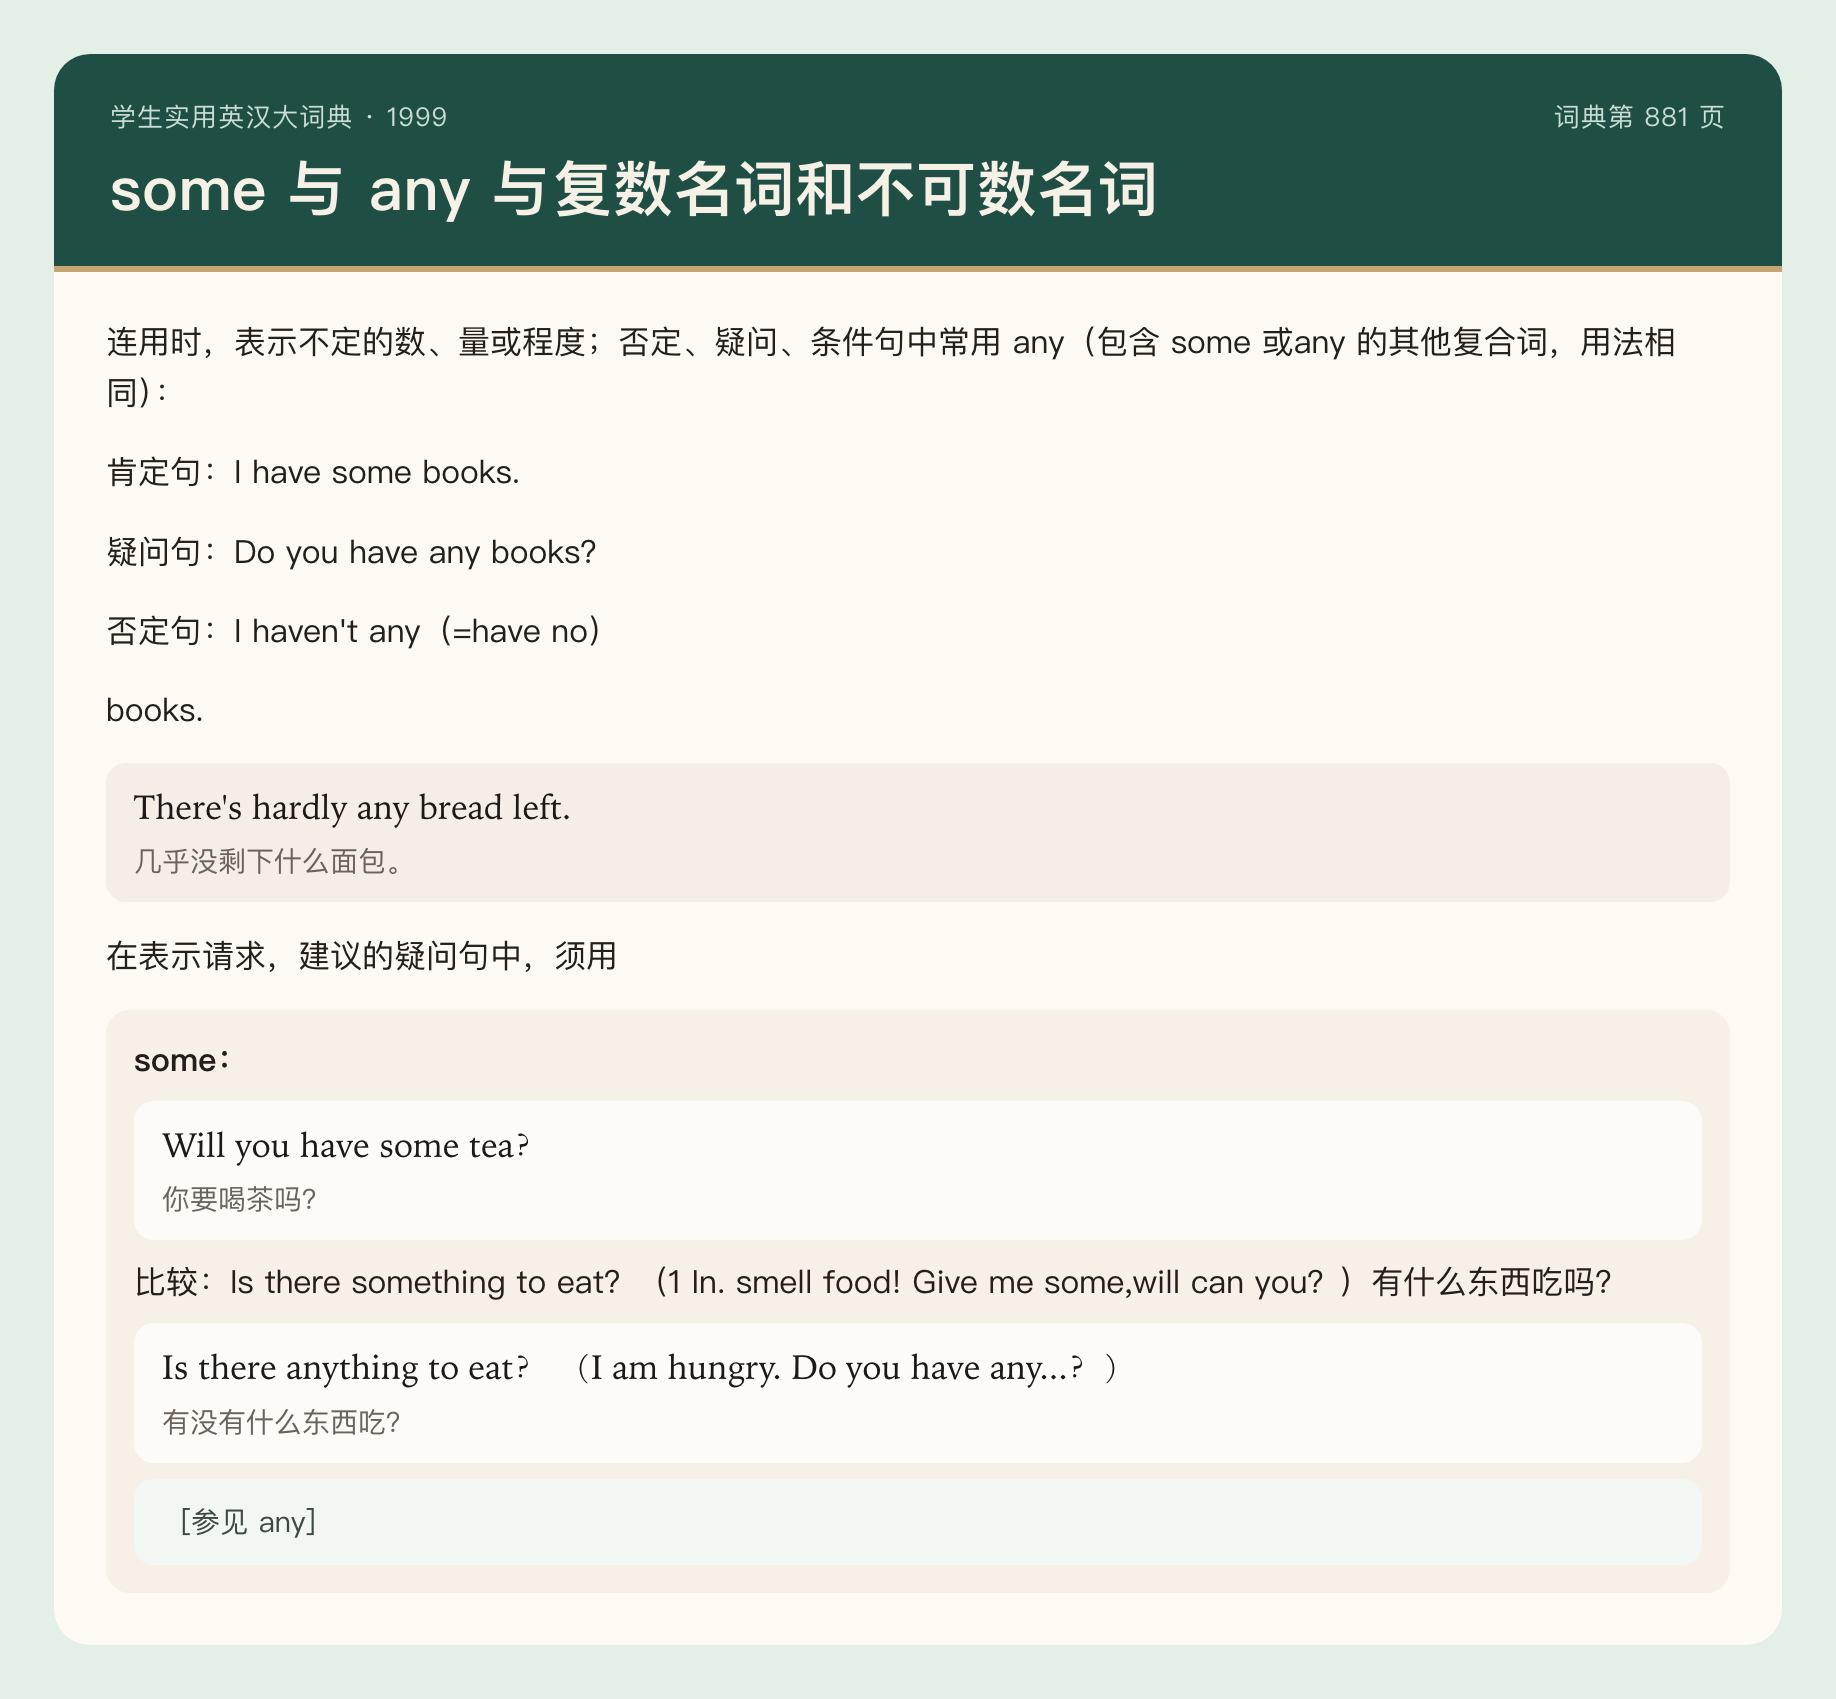 学生实用英汉大词典 · 1999
词典第 881 页
some 与 any 与复数名词和不可数名词
连用时，表示不定的数、量或程度；否定、疑问、条件句中常用 any（包含 some 或any 的其他复合词，用法相
同）：
肯定句：I have some books.
疑问句：Do you have any books?
否定句：I haven't any（=have no）
books.
There's hardly any bread left.
几乎没剩下什么面包。
在表示请求，建议的疑问句中，须用
some：
Will you have some tea?
你要喝茶吗?
比较：Is there something to eat? （1 In. smell food! Give me some,will can you? ）有什么东西吃吗?
Is there anything to eat? （I am hungry. Do you have any...? ）
有没有什么东西吃?
[参见 any]